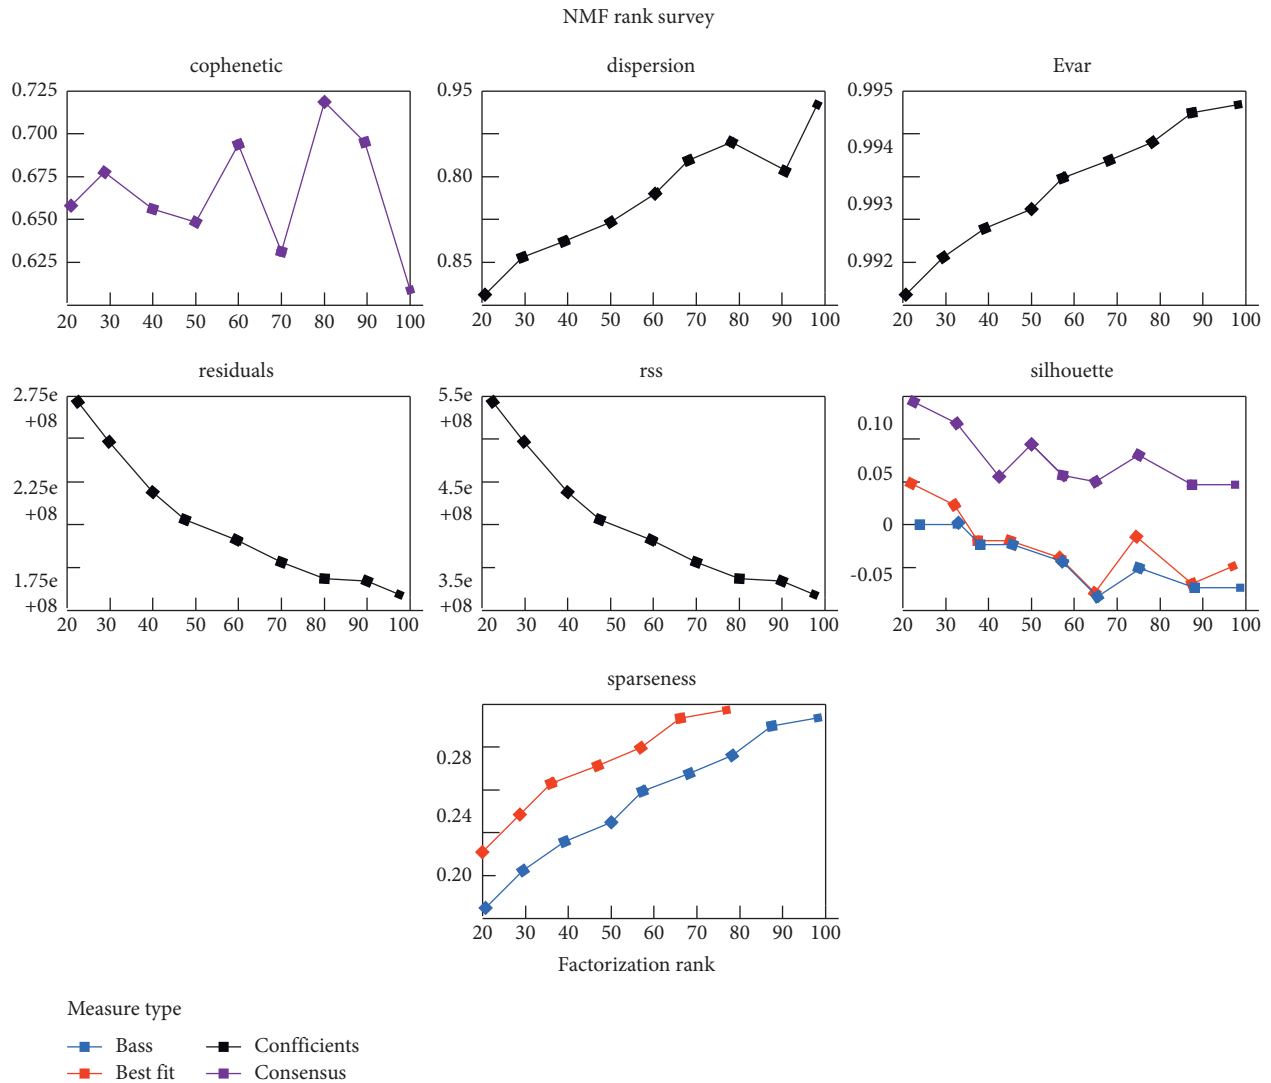 NMF rank survey
cophenetic
0.725
0.700
0.675
0.650
0.625
20 30 40 50 60 70 80 90 100
dispersion
0.95
0.80
0.85
20 30 40 50 60 70 80 90 100
Evar
0.995
0.994
0.993
0.992
20 30 40 50 60 70 80 90 100
residuals
2.75e
+08
2.25e
+08
1.75e
+08
20 30 40 50 60 70 80 90 100
rss
5.5e
+08
4.5e
+08
3.5e
+08
20 30 40 50 60 70 80 90 100
silhouette
0.10
0.05
0
-0.05
20 30 40 50 60 70 80 90 100
sparseness
0.28
0.24
0.20
20 30 40 50 60 70 80 90 100
Factorization rank
Measure type
Bass
Confficients
Best fit
Consensus